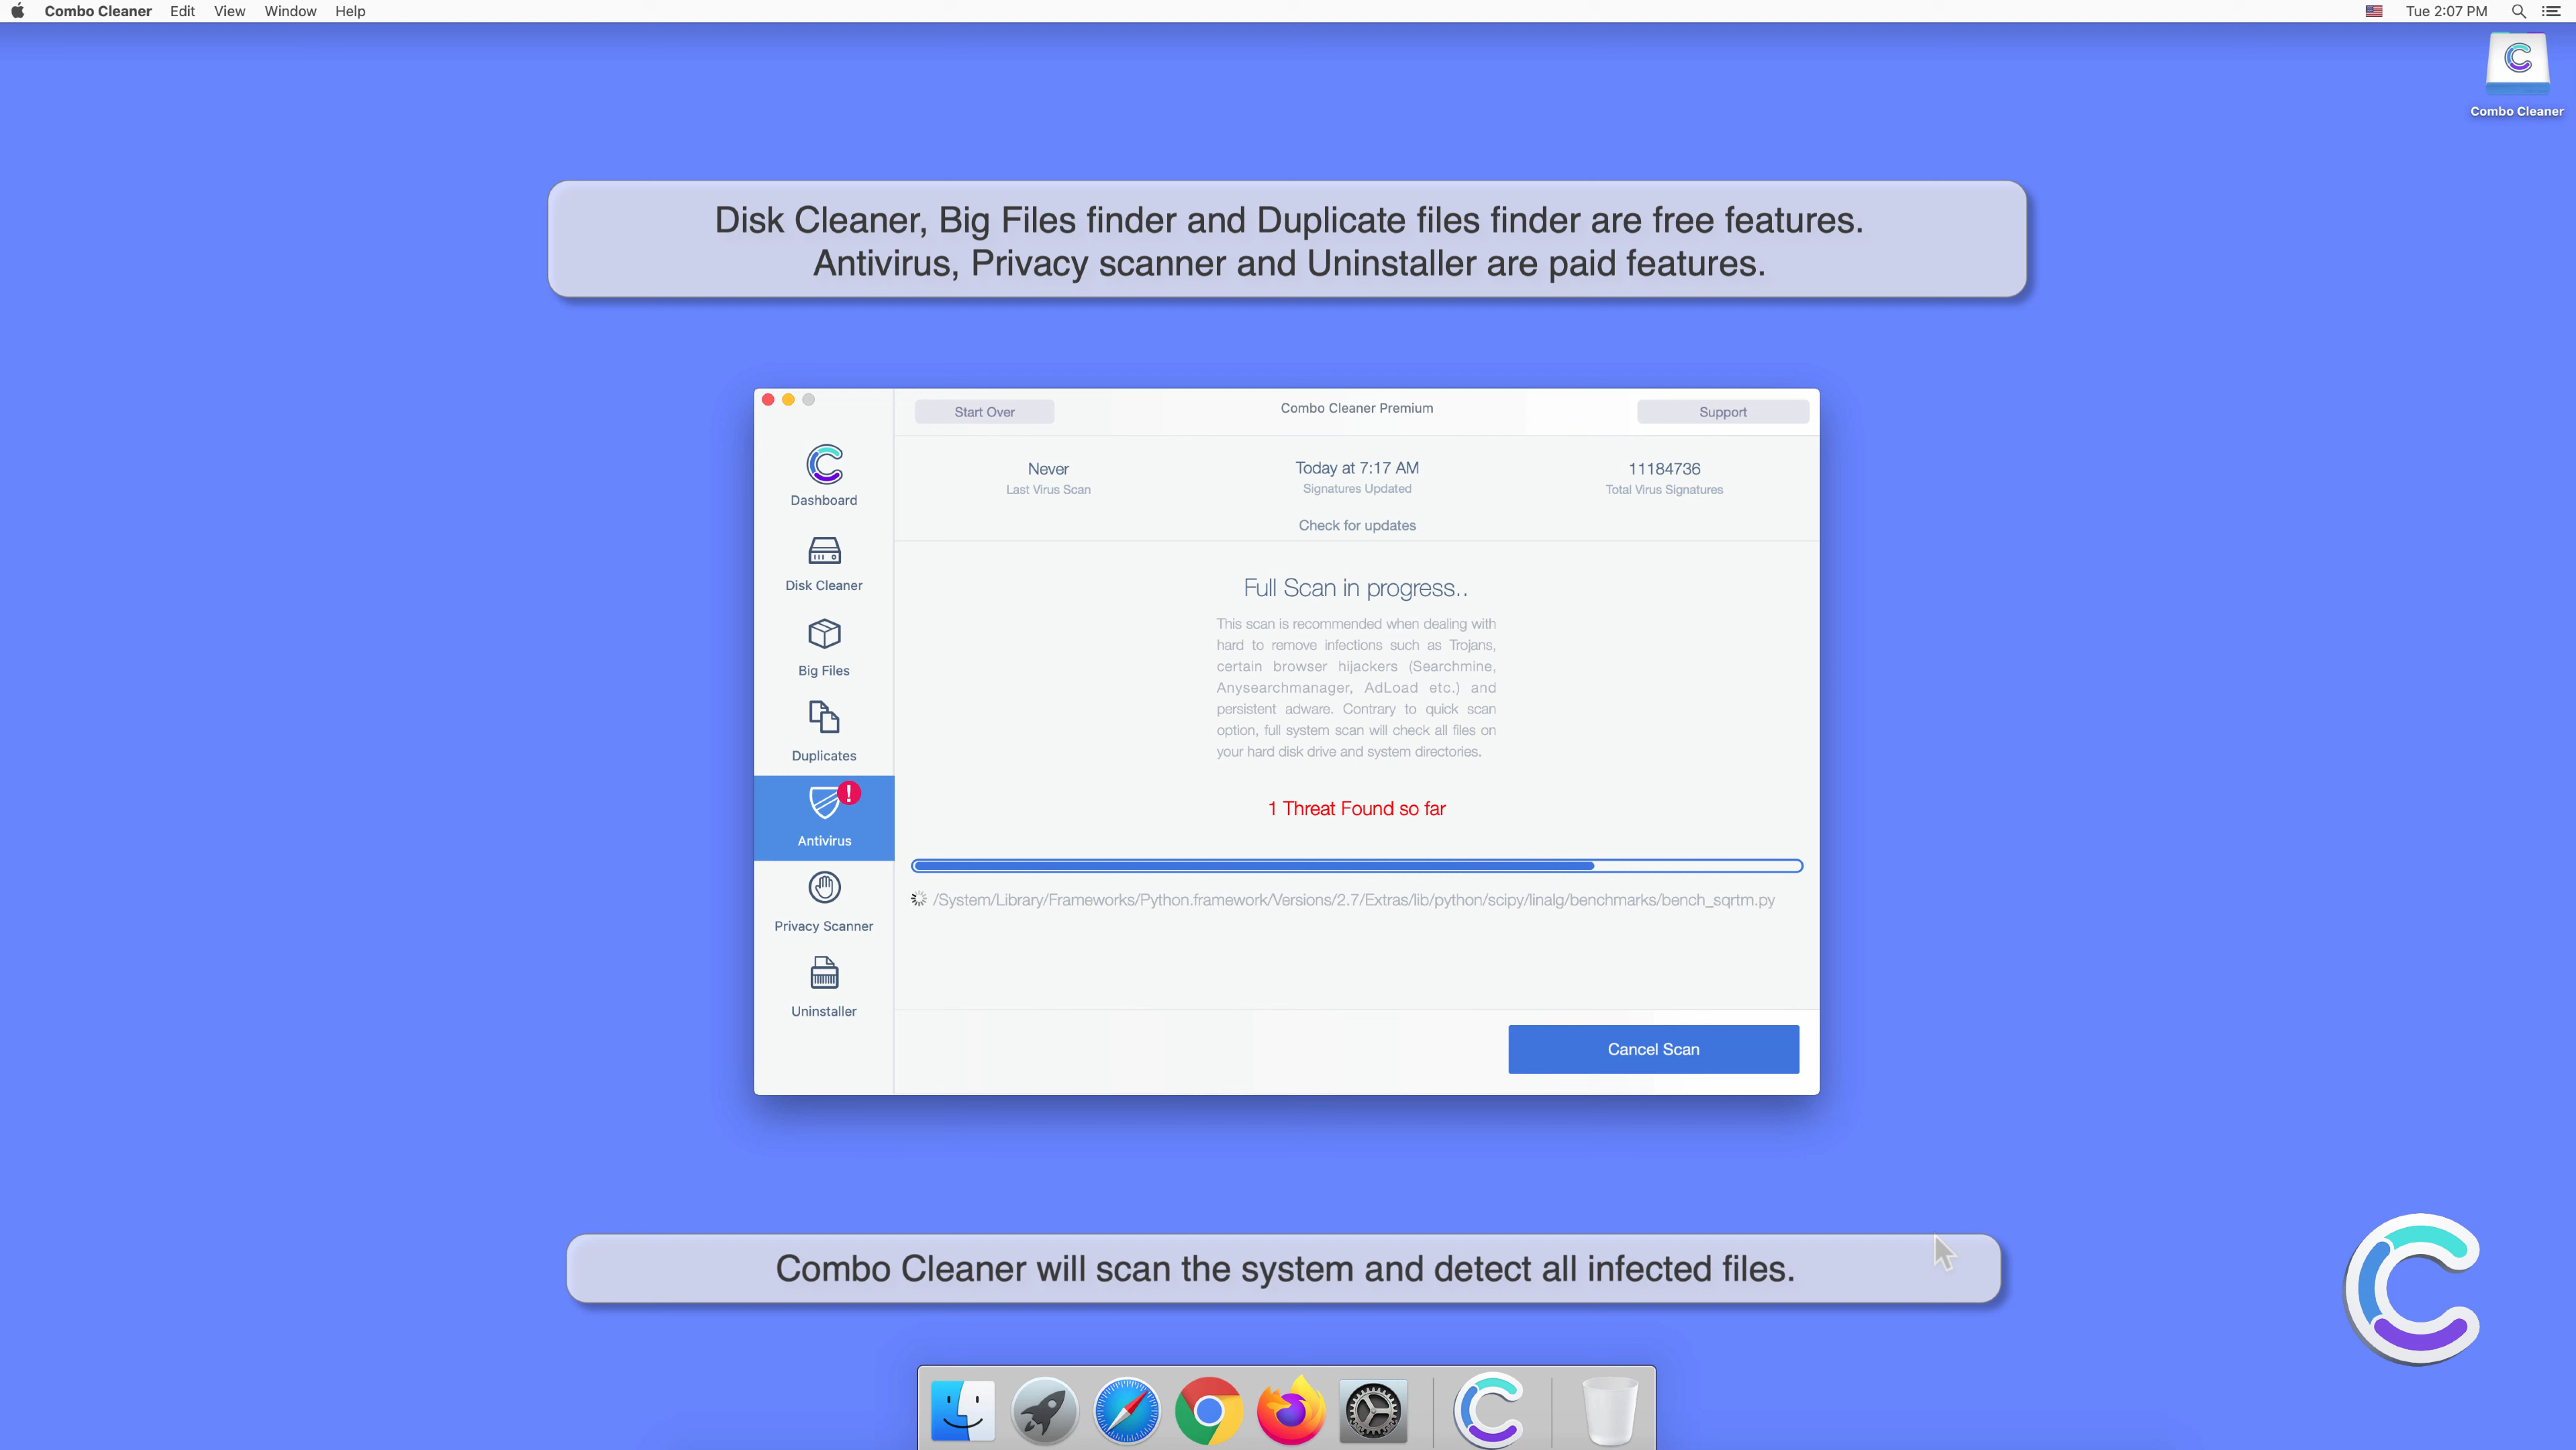 Combo Cleaner Edit View Window Help
Tue 2:07 PM
Combo Cleaner
Disk Cleaner, Big Files finder and Duplicate files finder are free features.
Antivirus, Privacy scanner and Uninstaller are paid features.
Start Over
Combo Cleaner Premium
Support
Never
Last Virus Scan
Today at 7:17 AM
Signatures Updated
11184736
Total Virus Signatures
Check for updates
Dashboard
Disk Cleaner
Big Files
Duplicates
Antivirus
Privacy Scanner
Uninstaller
Full Scan in progress..
This scan is recommended when dealing with
hard to remove infections such as Trojans,
certain browser hijackers (Searchmine,
Anysearchmanager, AdLoad etc.) and
persistent adware. Contrary to quick scan
option, full system scan will check all files on
your hard disk drive and system directories.
1 Threat Found so far
/System/Library/Frameworks/Python.framework/Versions/2.7/Extras/lib/python/scipy/linalg/benchmarks/bench_sqrtm.py
Cancel Scan
Combo Cleaner will scan the system and detect all infected files.